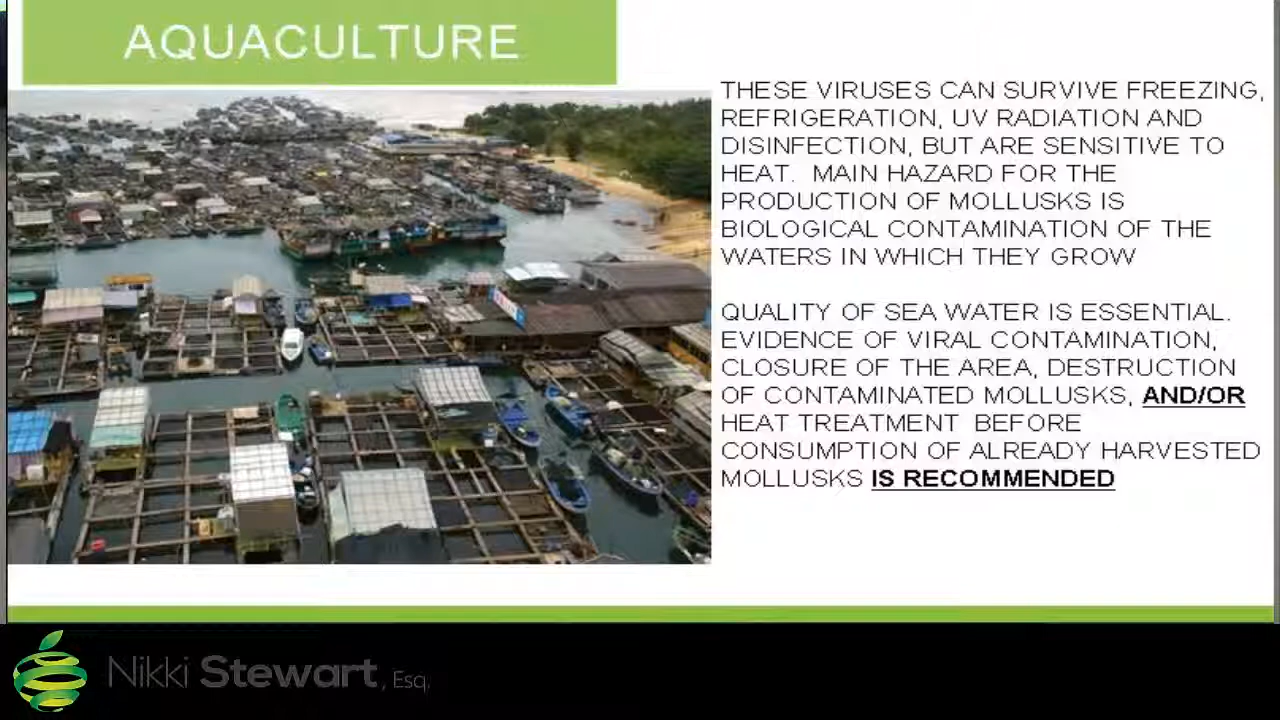 AQUACULTURE
THESE VIRUSES CAN SURVIVE FREEZING,
REFRIGERATION, UV RADIATION AND
DISINFECTION, BUT ARE SENSITIVE TO
HEAT.  MAIN HAZARD FOR THE
PRODUCTION OF MOLLUSKS IS
BIOLOGICAL CONTAMINATION OF THE
WATERS IN WHICH THEY GROW
QUALITY OF SEA WATER IS ESSENTIAL.
EVIDENCE OF VIRAL CONTAMINATION,
CLOSURE OF THE AREA, DESTRUCTION
OF CONTAMINATED MOLLUSKS, AND/OR
HEAT TREATMENT  BEFORE
CONSUMPTION OF ALREADY HARVESTED
MOLLUSKS IS RECOMMENDED
Nikki Stewart, Esq.